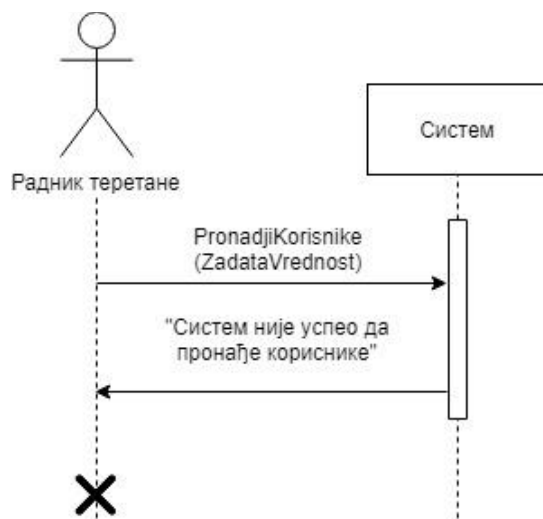 Систем
Радник теретане
PronadjiKorisnike
(ZadataVrednost)
"Систем није успео да
пронађе кориснике"